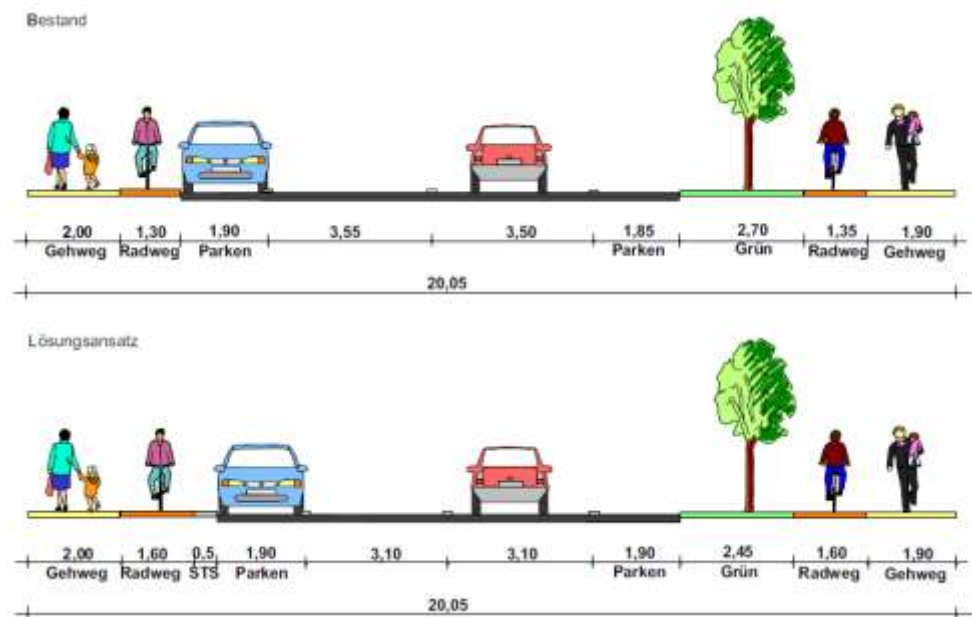 Bestand
2,00 1,30 1,90 3,55 3,50 1,85 2,70 1,35 1,90
Gehweg Radweg Parken Parken Grün Radweg Gehweg
20,05
Lösungsansatz
2,00 1,60 0,5 1,90 3,10 3,10 1,90 2,45 1,60 1,90
Gehweg Radweg STS Parken Parken Grün Radweg Gehweg
20,05